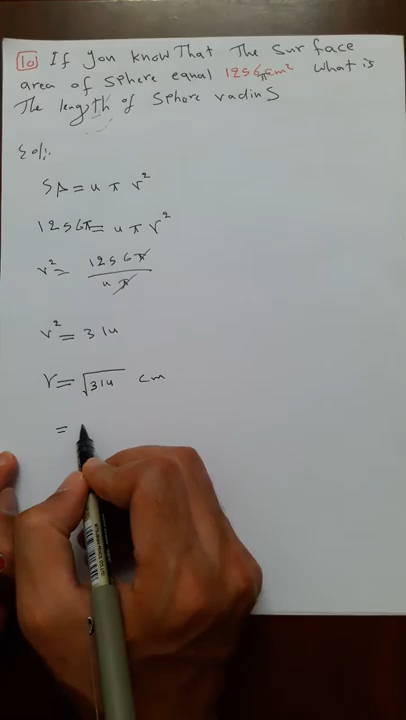 10 If you know That The Surface
area of sphere equal 1256π cm² what is
The length of sphere radius
Sol:
SA = 4 π r²
1256π = 4 π r²
r² = 1256π / 4π
r² = 314
r = √314 cm
=